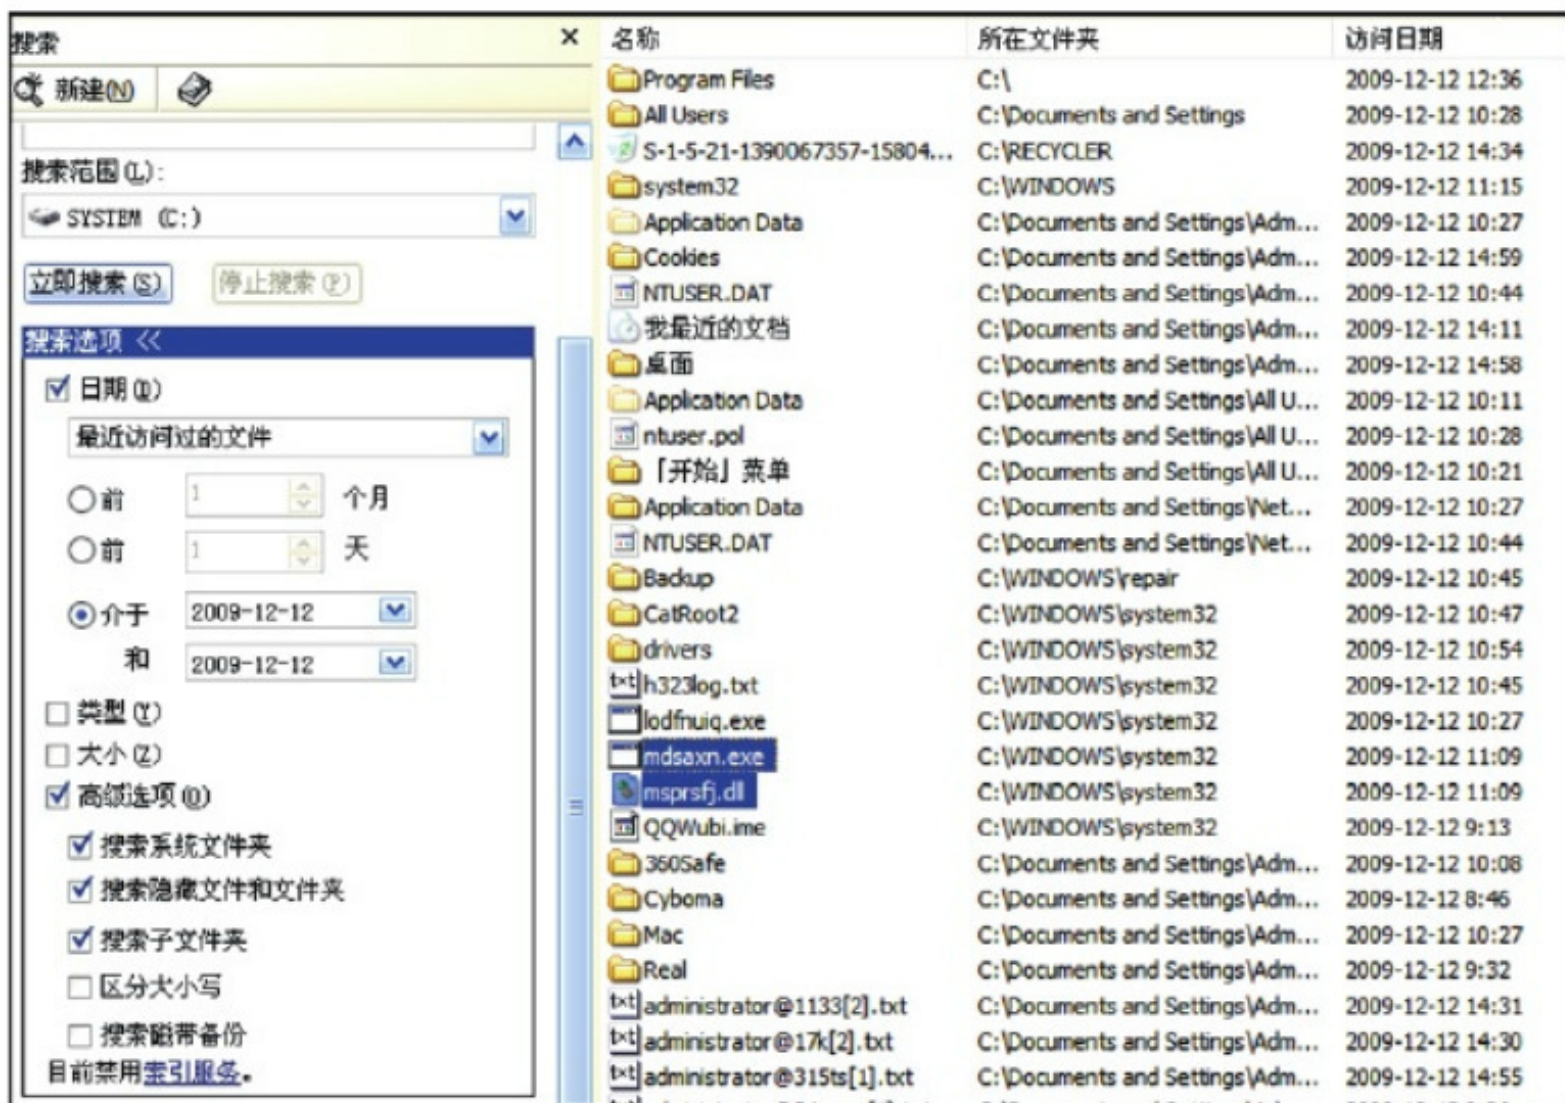 搜索
新建(N)
搜索范围(L):
SYSTEM (C:)
立即搜索(S) 停止搜索(P)
搜索选项 <<
日期(D)
最近访问过的文件
前 1 个月
前 1 天
介于 2009-12-12
和 2009-12-12
类型(Y)
大小(Z)
高级选项(O)
搜索系统文件夹
搜索隐藏文件和文件夹
搜索子文件夹
区分大小写
搜索磁带备份
目前禁用索引服务。
名称 所在文件夹 访问日期
Program Files C:\ 2009-12-12 12:36
All Users C:\Documents and Settings 2009-12-12 10:28
S-1-5-21-1390067357-15804... C:\RECYCLER 2009-12-12 14:34
system32 C:\WINDOWS 2009-12-12 11:15
Application Data C:\Documents and Settings\Adm... 2009-12-12 10:27
Cookies C:\Documents and Settings\Adm... 2009-12-12 14:59
NTUSER.DAT C:\Documents and Settings\Adm... 2009-12-12 10:44
我最近的文档 C:\Documents and Settings\Adm... 2009-12-12 14:11
桌面 C:\Documents and Settings\Adm... 2009-12-12 14:58
Application Data C:\Documents and Settings\All U... 2009-12-12 10:11
ntuser.pol C:\Documents and Settings\All U... 2009-12-12 10:28
「开始」菜单 C:\Documents and Settings\All U... 2009-12-12 10:21
Application Data C:\Documents and Settings\Net... 2009-12-12 10:27
NTUSER.DAT C:\Documents and Settings\Net... 2009-12-12 10:44
Backup C:\WINDOWS\repair 2009-12-12 10:45
CatRoot2 C:\WINDOWS\system32 2009-12-12 10:47
drivers C:\WINDOWS\system32 2009-12-12 10:54
h323log.txt C:\WINDOWS\system32 2009-12-12 10:45
lodfnuiq.exe C:\WINDOWS\system32 2009-12-12 10:27
mdsaxn.exe C:\WINDOWS\system32 2009-12-12 11:09
msprsfj.dll C:\WINDOWS\system32 2009-12-12 11:09
QQWubi.ime C:\WINDOWS\system32 2009-12-12 9:13
360Safe C:\Documents and Settings\Adm... 2009-12-12 10:08
Cyboma C:\Documents and Settings\Adm... 2009-12-12 8:46
Mac C:\Documents and Settings\Adm... 2009-12-12 10:27
Real C:\Documents and Settings\Adm... 2009-12-12 9:32
administrator@1133[2].txt C:\Documents and Settings\Adm... 2009-12-12 14:31
administrator@17k[2].txt C:\Documents and Settings\Adm... 2009-12-12 14:30
administrator@315ts[1].txt C:\Documents and Settings\Adm... 2009-12-12 14:55